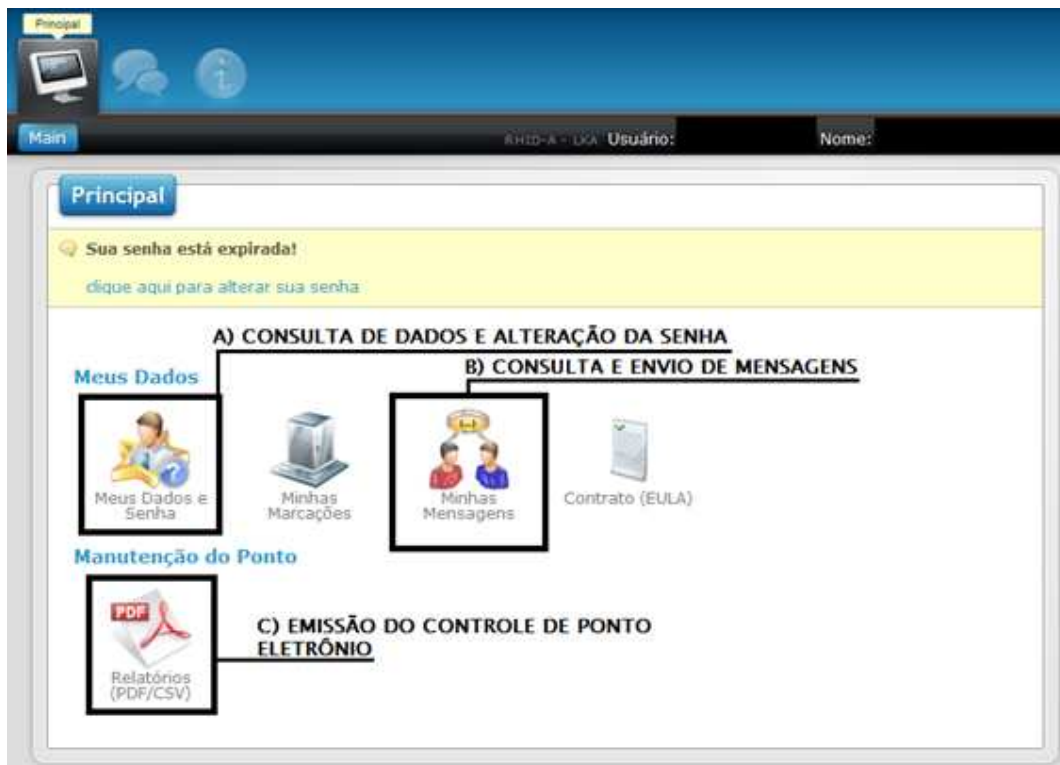 Principal
Main
RHID-A - LKA Usuário: Nome:
Principal
Sua senha está expirada!
clique aqui para alterar sua senha
A) CONSULTA DE DADOS E ALTERAÇÃO DA SENHA
B) CONSULTA E ENVIO DE MENSAGENS
Meus Dados
Meus Dados e
Senha
Minhas
Marcações
Minhas
Mensagens
Contrato (EULA)
Manutenção do Ponto
PDF
C) EMISSÃO DO CONTROLE DE PONTO
ELETRÔNIO
Relatórios
(PDF/CSV)